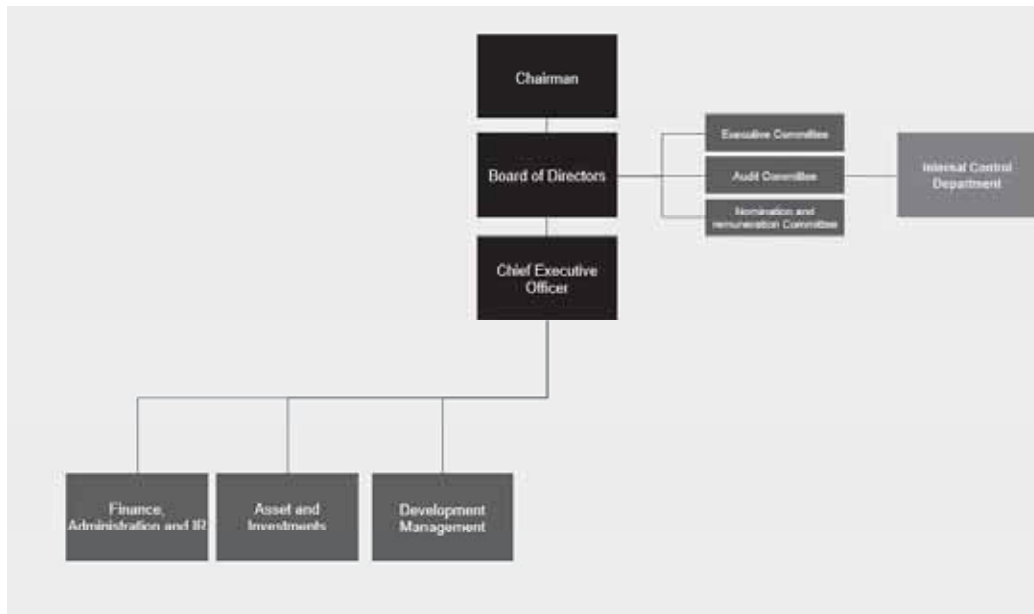 Chairman
Board of Directors
Executive Committee
Audit Committee
Nomination and
remuneration Committee
Internal Control
Department
Chief Executive
Officer
Finance,
Administration and IR
Asset and
Investments
Development
Management